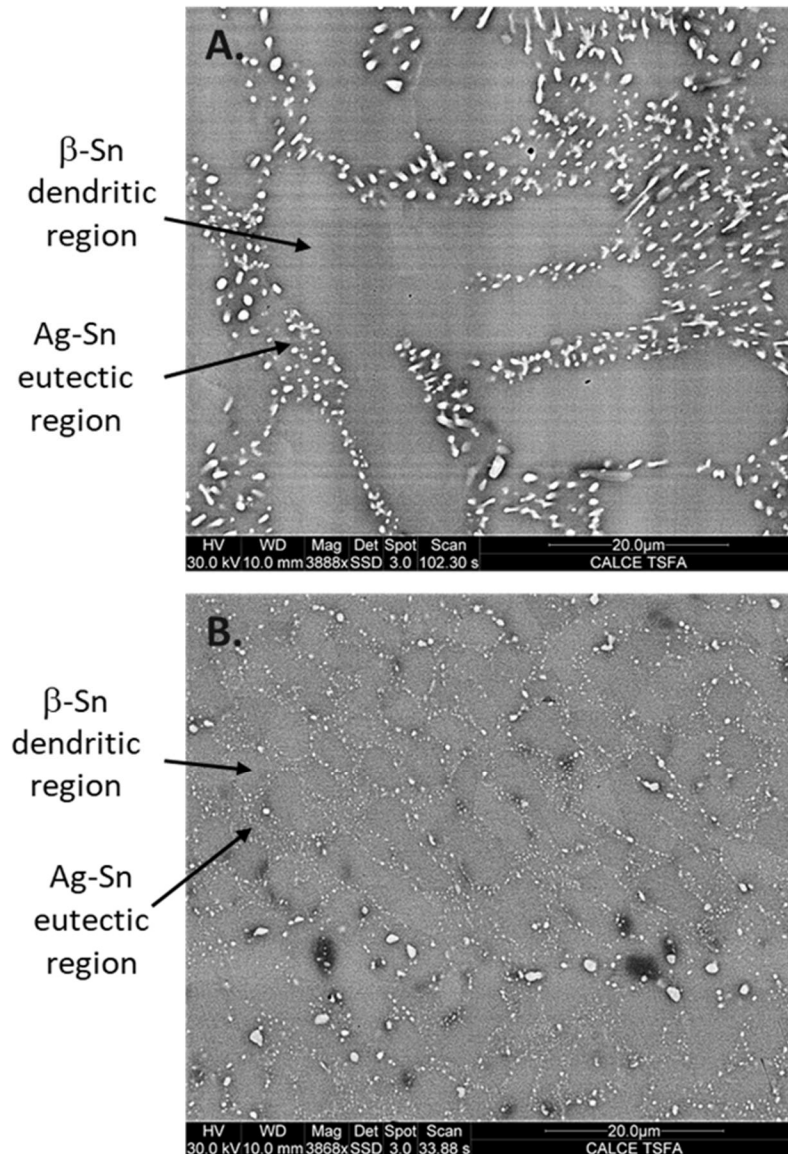 A.
β-Sn
dendritic
region
Ag-Sn
eutectic
region
HV WD Mag Det Spot Scan 20.0μm
30.0 kV 10.0 mm 3888x SSD 3.0 102.30 s CALCE TSFA
B.
β-Sn
dendritic
region
Ag-Sn
eutectic
region
HV WD Mag Det Spot Scan 20.0μm
30.0 kV 10.0 mm 3868x SSD 3.0 33.88 s CALCE TSFA